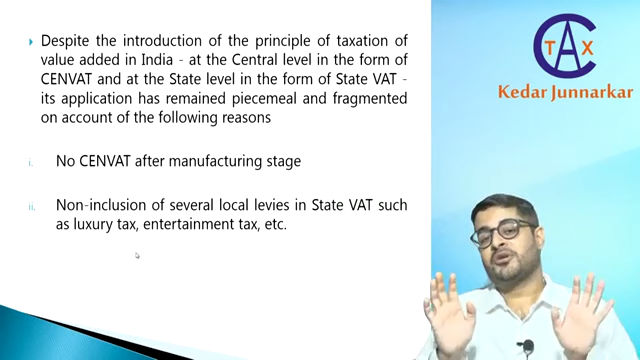 Despite the introduction of the principle of taxation of
value added in India - at the Central level in the form of
CENVAT and at the State level in the form of State VAT -
its application has remained piecemeal and fragmented
on account of the following reasons
i. No CENVAT after manufacturing stage
ii. Non-inclusion of several local levies in State VAT such
as luxury tax, entertainment tax, etc.
C
TAX
Kedar Junnarkar